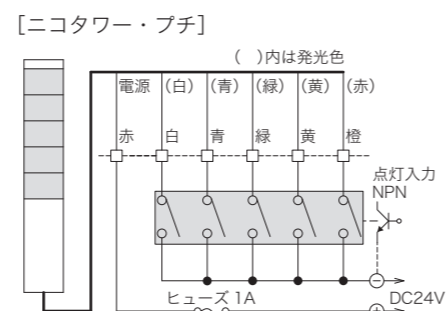 [ニコタワー・プチ]
(　)内は発光色
電源 (白) (青) (緑) (黄) (赤)
赤 白 青 緑 黄 橙
点灯入力
NPN
ヒューズ 1A
DC24V